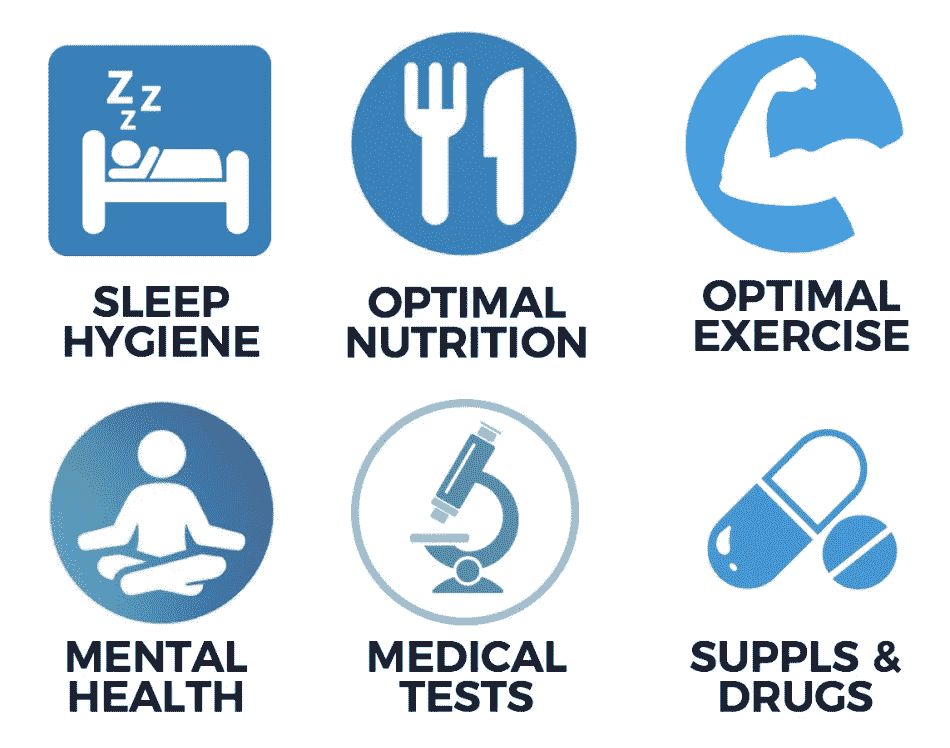 Z Z
Z
SLEEP
HYGIENE
OPTIMAL
NUTRITION
OPTIMAL
EXERCISE
MENTAL
HEALTH
MEDICAL
TESTS
SUPPLS &
DRUGS